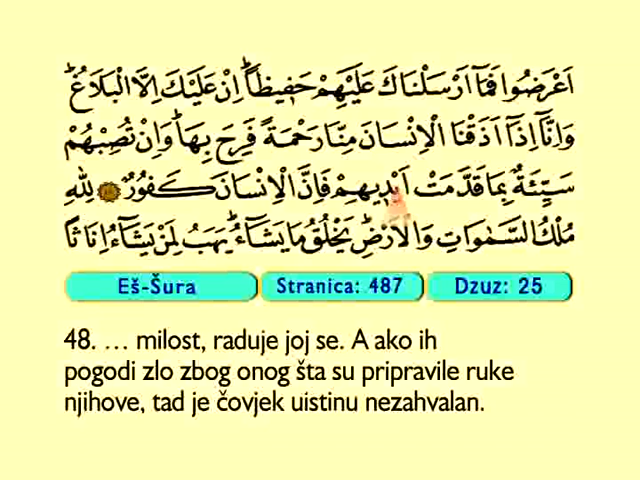 اَعْرَضُوا فَمَٓا اَرْسَلْنَاكَ عَلَيْهِمْ حَف۪يظًاۜ اِنْ عَلَيْكَ اِلَّا الْبَلَاغُۜ
وَاِنَّٓا اِذَٓا اَذَقْنَا الْاِنْسَانَ مِنَّا رَحْمَةً فَرِحَ بِهَاۚ وَاِنْ تُصِبْهُمْ
سَيِّئَةٌ بِمَا قَدَّمَتْ اَيْد۪يهِمْ فَاِنَّ الْاِنْسَانَ كَفُورٌ لِلّٰهِ
مُلْكُ السَّمٰوَاتِ وَالْاَرْضِۜ يَخْلُقُ مَا يَشَٓاءُۜ يَهَبُ لِمَنْ يَشَٓاءُ اِنَاثًا
Eš-Šura Stranica: 487 Dzuz: 25
48. … milost, raduje joj se. A ako ih
pogodi zlo zbog onog šta su pripravile ruke
njihove, tad je čovjek uistinu nezahvalan.